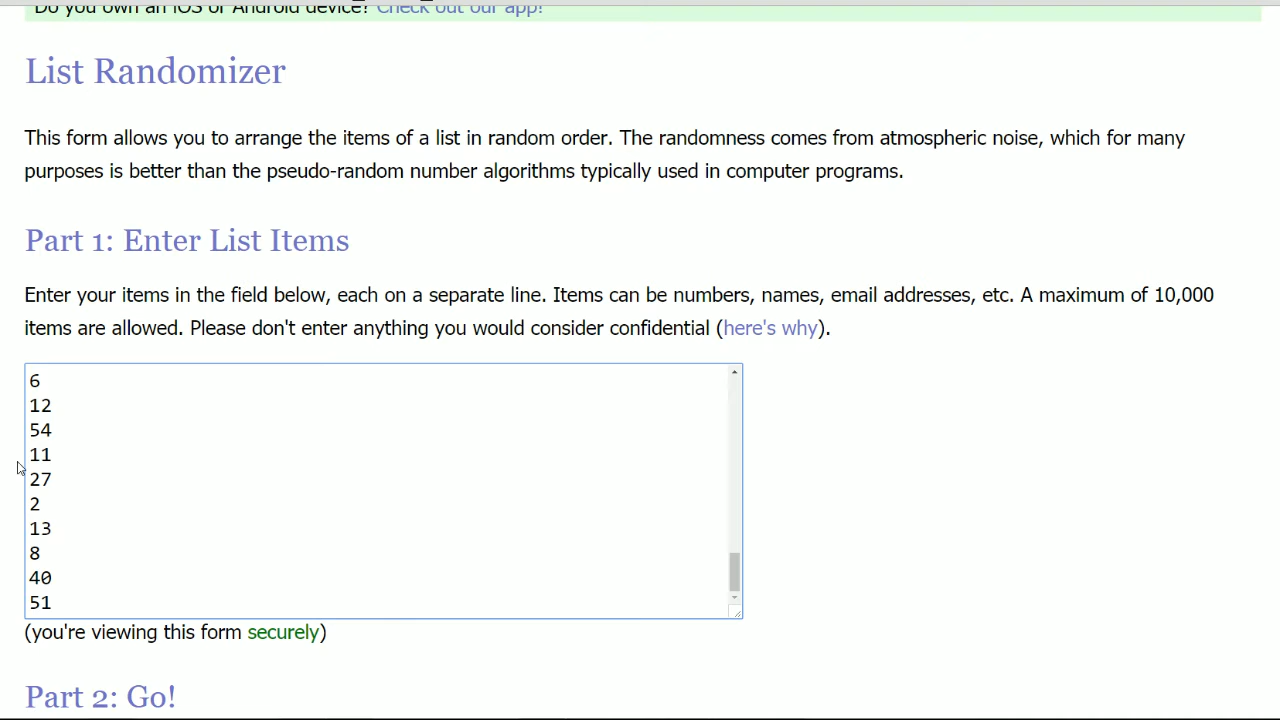 Do you own an iOS or Android device? Check out our app!
List Randomizer
This form allows you to arrange the items of a list in random order. The randomness comes from atmospheric noise, which for many
purposes is better than the pseudo-random number algorithms typically used in computer programs.
Part 1: Enter List Items
Enter your items in the field below, each on a separate line. Items can be numbers, names, email addresses, etc. A maximum of 10,000
items are allowed. Please don't enter anything you would consider confidential (here's why).
6
12
54
11
27
2
13
8
40
51
(you're viewing this form securely)
Part 2: Go!